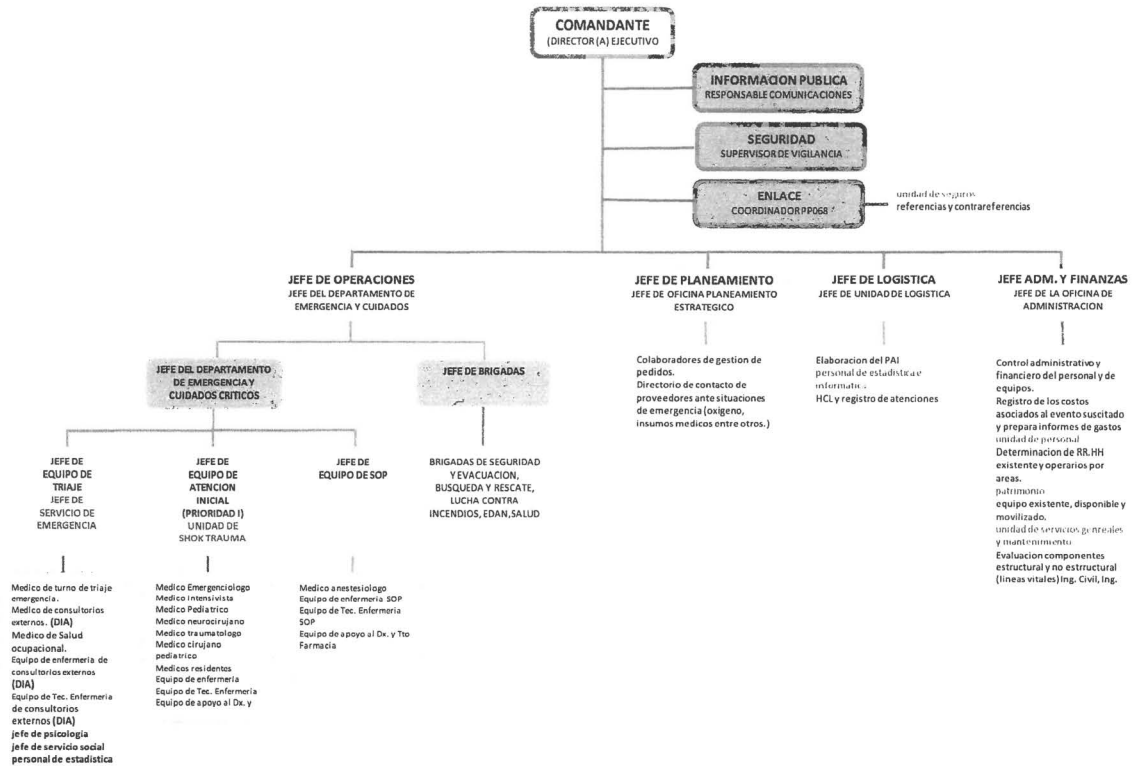 COMANDANTE
(DIRECTOR(A) EJECUTIVO
INFORMACION PUBLICA
RESPONSABLE COMUNICACIONES
SEGURIDAD
SUPERVISOR DE VIGILANCIA
ENLACE
COORDINADOR PP068
unidad de seguros
referencias y contrareferencias
JEFE DE OPERACIONES
JEFE DEL DEPARTAMENTO DE
EMERGENCIA Y CUIDADOS
JEFE DE PLANEAMIENTO
JEFE DE OFICINA PLANEAMIENTO
ESTRATEGICO
JEFE DE LOGISTICA
JEFE DE UNIDAD DE LOGISTICA
JEFE ADM. Y FINANZAS
JEFE DE LA OFICINA DE
ADMINISTRACION
JEFE DEL DEPARTAMENTO
DE EMERGENCIA Y
CUIDADOS CRITICOS
JEFE DE BRIGADAS
Colaboradores de gestion de
pedidos.
Directorio de contacto de
proveedores ante situaciones
de emergencia (oxigeno,
insumos medicos entre otros.)
Elaboracion del PAI
personal de estadistica e
informatica
HCL y registro de atenciones
Control administrativo y
financiero del personal y de
equipos.
Registro de los costos
asociados al evento suscitado
y prepara informes de gastos
unidad de personal
Determinacion de RR.HH
existente y operarios por
areas.
patrimonio
equipo existente, disponible y
movilizado.
unidad de servicios genreales
y mantenimiento
Evaluacion componentes
estructural y no estrructural
(lineas vitales) Ing. Civil, Ing.
JEFE DE
EQUIPO DE
TRIAJE
JEFE DE
SERVICIO DE
EMERGENCIA
JEFE DE
EQUIPO DE
ATENCION
INICIAL
(PRIORIDAD I)
UNIDAD DE
SHOK TRAUMA
JEFE DE
EQUIPO DE SOP
BRIGADAS DE SEGURIDAD
Y EVACUACION,
BUSQUEDA Y RESCATE,
LUCHA CONTRA
INCENDIOS, EDAN,SALUD
Medico de turno de triaje
emergencia.
Medico de consultorios
externos. (DIA)
Medico de Salud
ocupacional.
Equipo de enfermeria de
consultorios externos
(DIA)
Equipo de Tec. Enfermeria
de consultorios
externos (DIA)
jefe de psicología
jefe de servicio social
personal de estadística
Medico Emergenciologo
Medico Intensivista
Medico Pediatrico
Medico neurocirujano
Medico traumatologo
Medico cirujano
pediatrico
Medicos residentes
Equipo de enfermería
Equipo de Tec. Enfermería
Equipo de apoyo al Dx. y
Medico anestesiologo
Equipo de enfermeria SOP
Equipo de Tec. Enfermeria
SOP
Equipo de apoyo al Dx. y Tto
Farmacia